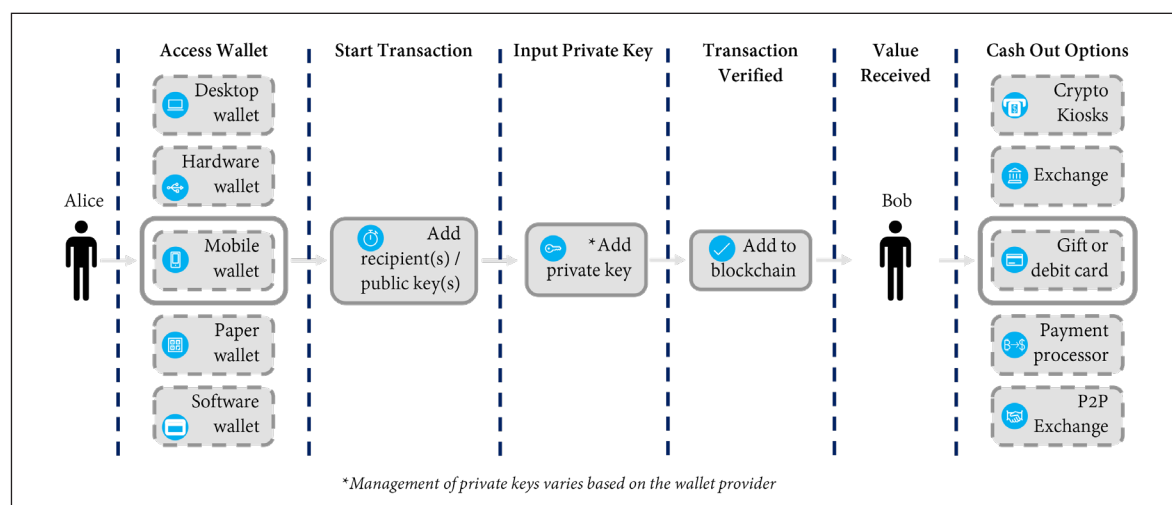 Access Wallet
Desktop
wallet
Hardware
wallet
Mobile
wallet
Paper
wallet
Software
wallet
Alice
Start Transaction
Add
recipient(s) /
public key(s)
Input Private Key
*Add
private key
Transaction
Verified
Add to
blockchain
Value
Received
Bob
Cash Out Options
Crypto
Kiosks
Exchange
Gift or
debit card
B→$
Payment
processor
P2P
Exchange
*Management of private keys varies based on the wallet provider